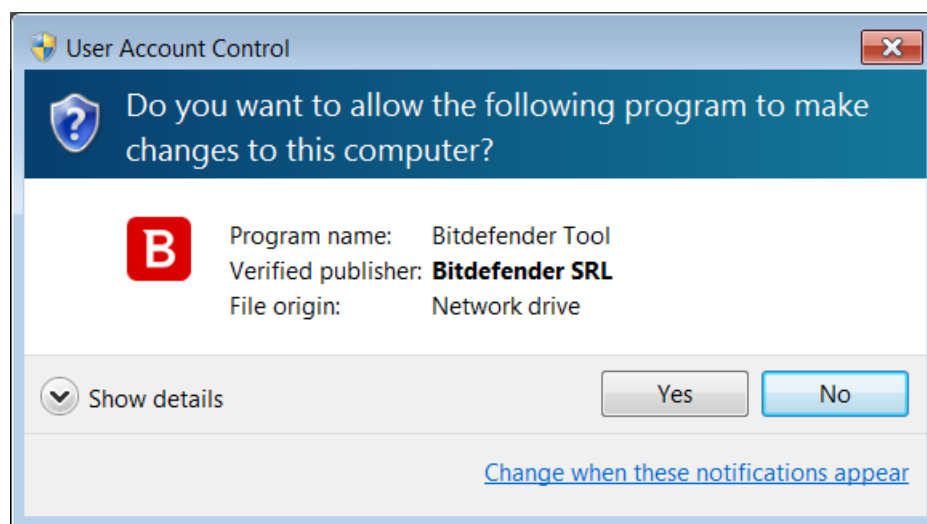 User Account Control
Do you want to allow the following program to make
changes to this computer?
B
Program name: Bitdefender Tool
Verified publisher: Bitdefender SRL
File origin: Network drive
Show details
Yes
No
Change when these notifications appear